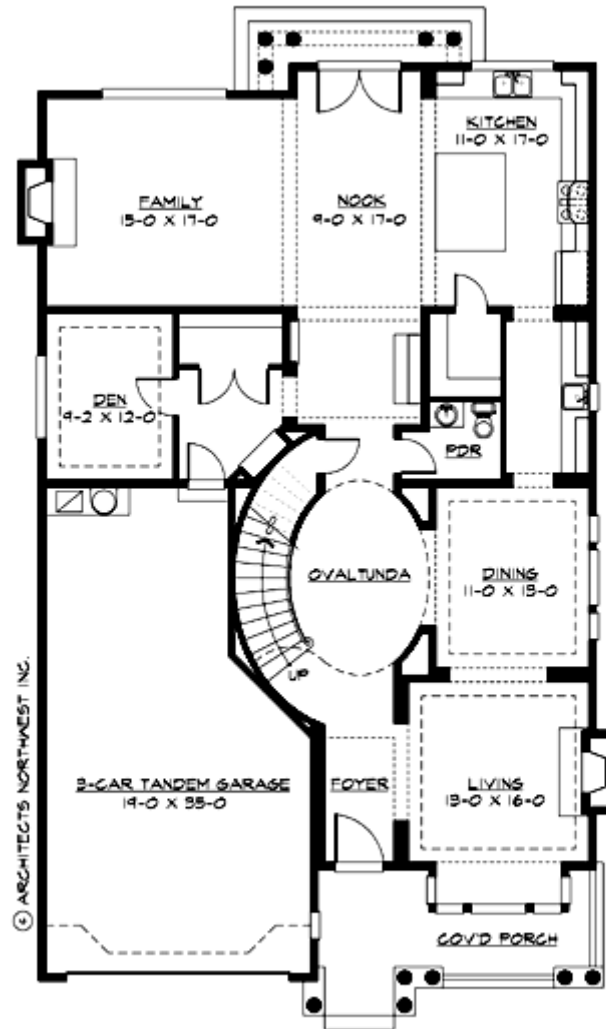 KITCHEN
11-0 X 17-0
FAMILY
15-0 X 17-0
NOOK
9-0 X 17-0
DEN
9-2 X 12-0
PDR
OVALTUNDA
DINING
11-0 X 13-0
UP
3-CAR TANDEM GARAGE
19-0 X 35-0
FOYER
LIVING
13-0 X 16-0
COV'D PORCH
© ARCHITECTS NORTHWEST INC.